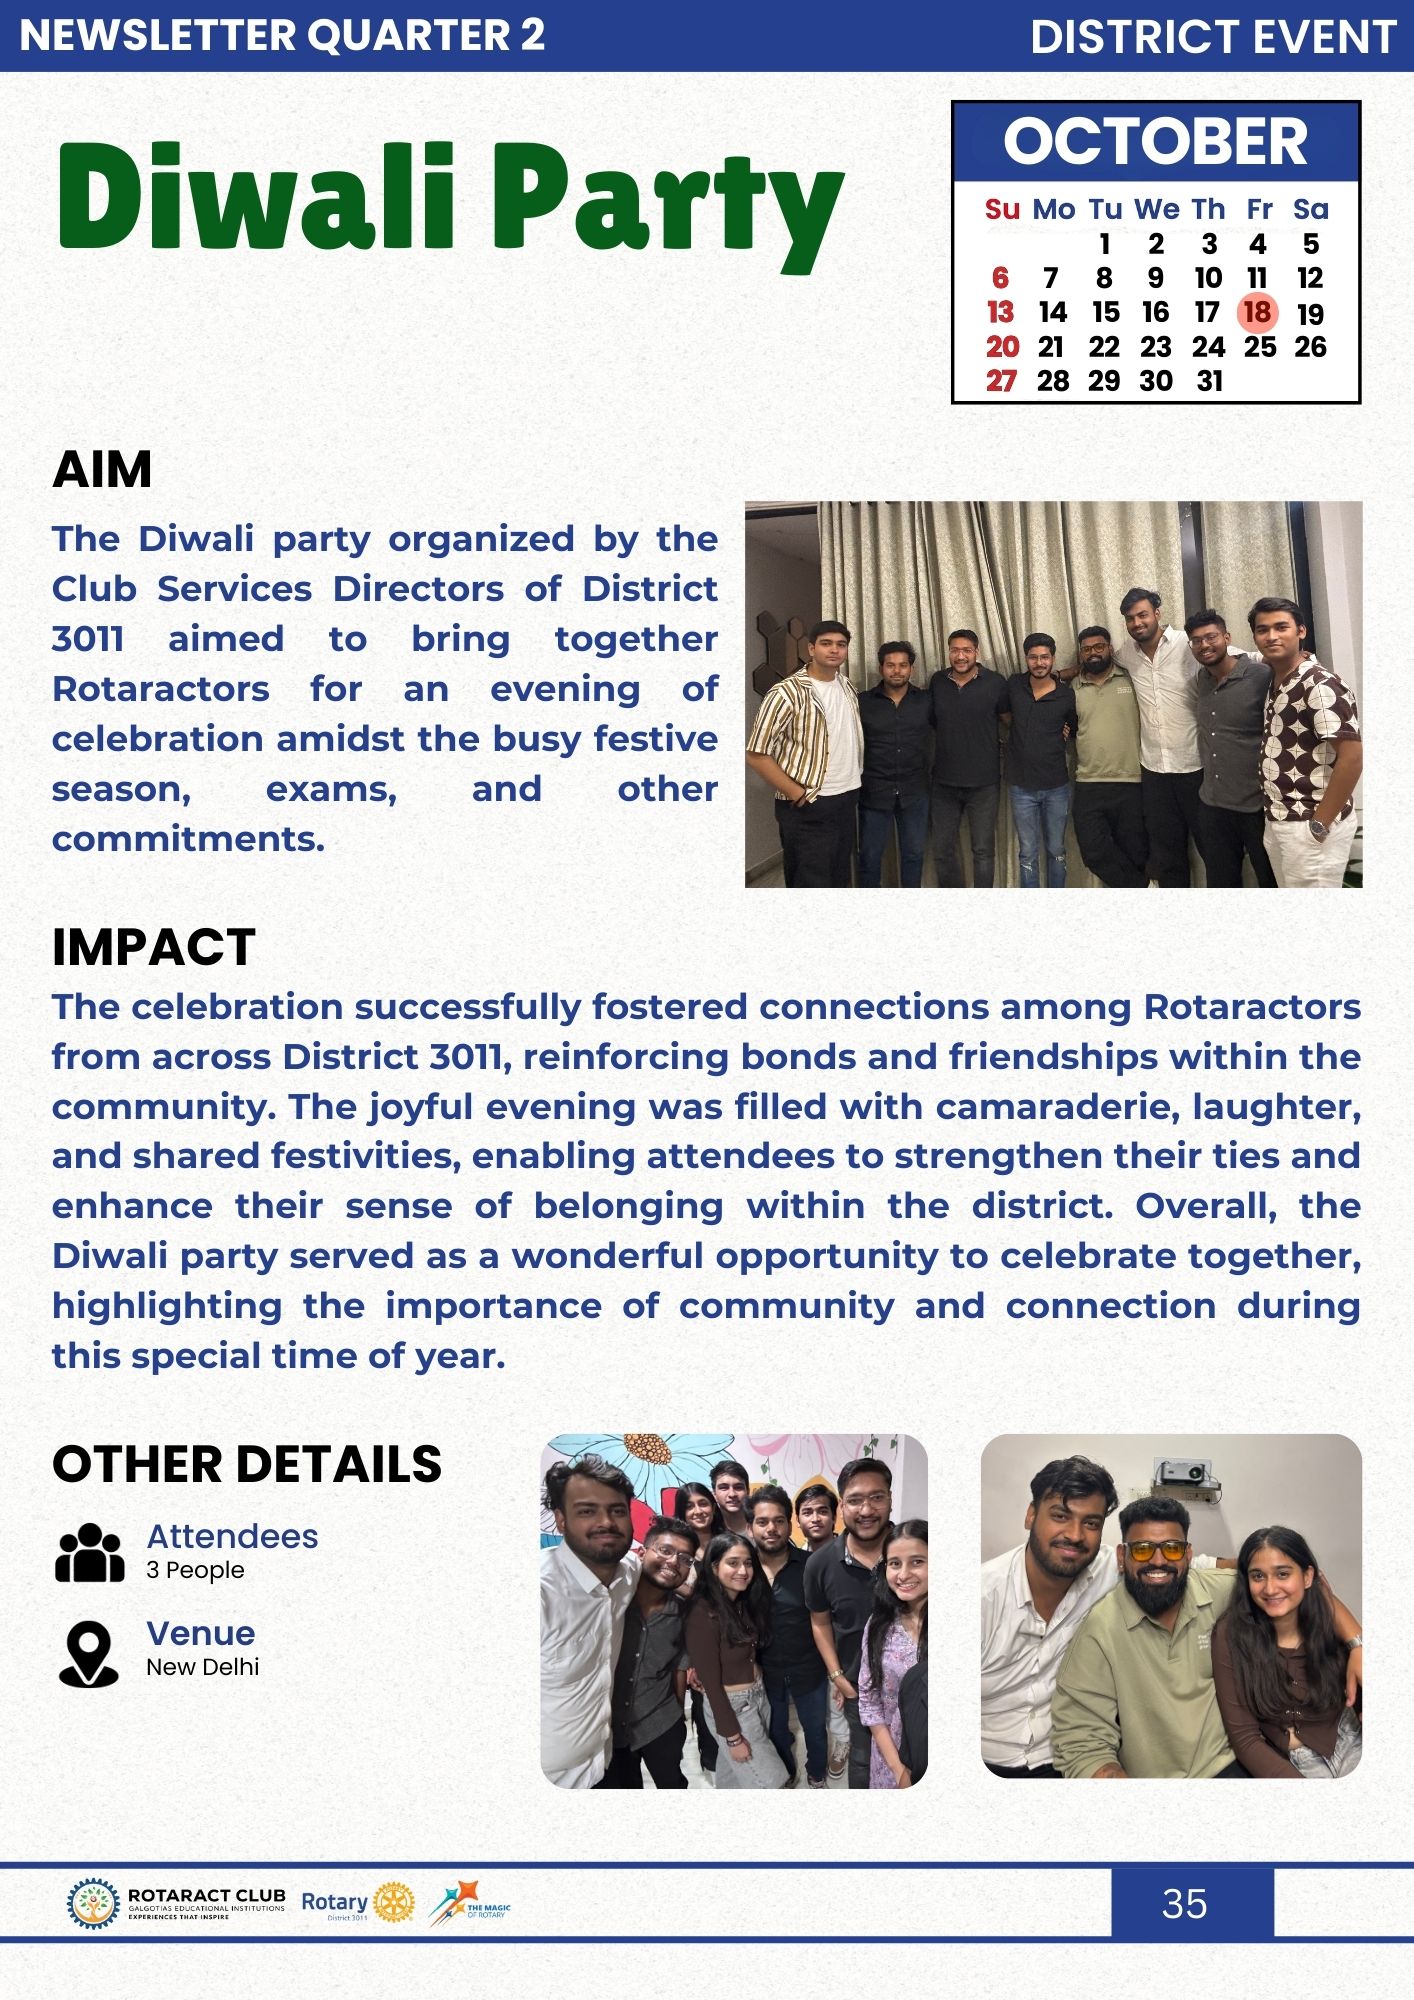 NEWSLETTER QUARTER 2
DISTRICT EVENT
Diwali Party
OCTOBER
Su Mo Tu We Th Fr Sa
1 2 3 4 5
6 7 8 9 10 11 12
13 14 15 16 17 18 19
20 21 22 23 24 25 26
27 28 29 30 31
AIM
The Diwali party organized by the
Club Services Directors of District
3011 aimed to bring together
Rotaractors for an evening of
celebration amidst the busy festive
season, exams, and other
commitments.
IMPACT
The celebration successfully fostered connections among Rotaractors
from across District 3011, reinforcing bonds and friendships within the
community. The joyful evening was filled with camaraderie, laughter,
and shared festivities, enabling attendees to strengthen their ties and
enhance their sense of belonging within the district. Overall, the
Diwali party served as a wonderful opportunity to celebrate together,
highlighting the importance of community and connection during
this special time of year.
OTHER DETAILS
Attendees
3 People
Venue
New Delhi
ROTARACT CLUB
GALGOTIAS EDUCATIONAL INSTITUTIONS
EXPERIENCES THAT INSPIRE
Rotary
District 3011
THE MAGIC
OF ROTARY
35